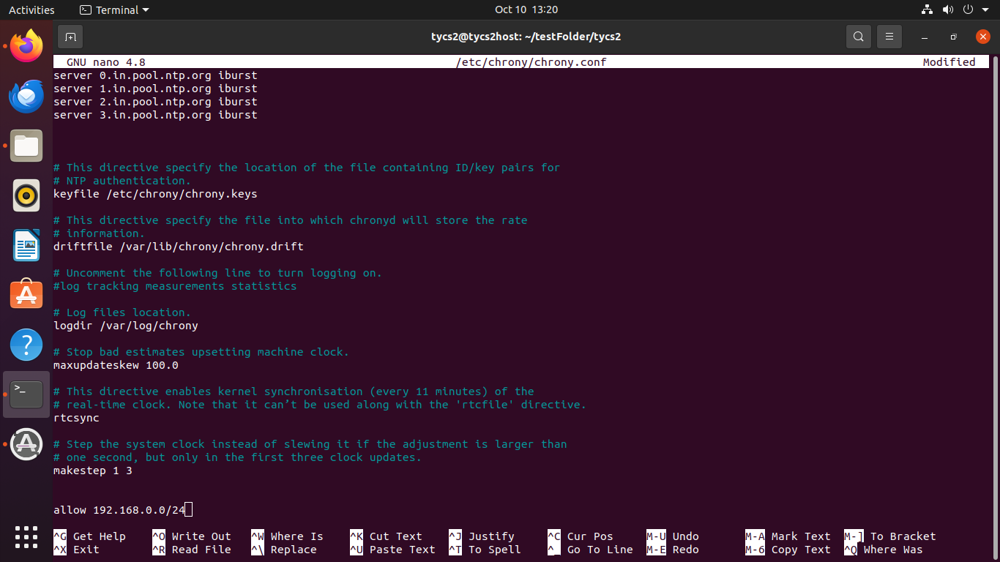 Activities
Terminal
Oct 10 13:20
tycs2@tycs2host: ~/testFolder/tycs2
GNU nano 4.8 /etc/chrony/chrony.conf Modified
server 0.in.pool.ntp.org iburst
server 1.in.pool.ntp.org iburst
server 2.in.pool.ntp.org iburst
server 3.in.pool.ntp.org iburst
# This directive specify the location of the file containing ID/key pairs for
# NTP authentication.
keyfile /etc/chrony/chrony.keys
# This directive specify the file into which chronyd will store the rate
# information.
driftfile /var/lib/chrony/chrony.drift
# Uncomment the following line to turn logging on.
#log tracking measurements statistics
# Log files location.
logdir /var/log/chrony
# Stop bad estimates upsetting machine clock.
maxupdateskew 100.0
# This directive enables kernel synchronisation (every 11 minutes) of the
# real-time clock. Note that it can’t be used along with the 'rtcfile' directive.
rtcsync
# Step the system clock instead of slewing it if the adjustment is larger than
# one second, but only in the first three clock updates.
makestep 1 3
allow 192.168.0.0/24
^G Get Help ^O Write Out ^W Where Is ^K Cut Text ^J Justify ^C Cur Pos M-U Undo M-A Mark Text M-] To Bracket
^X Exit ^R Read File ^\ Replace ^U Paste Text ^T To Spell ^_ Go To Line M-E Redo M-6 Copy Text ^Q Where Was